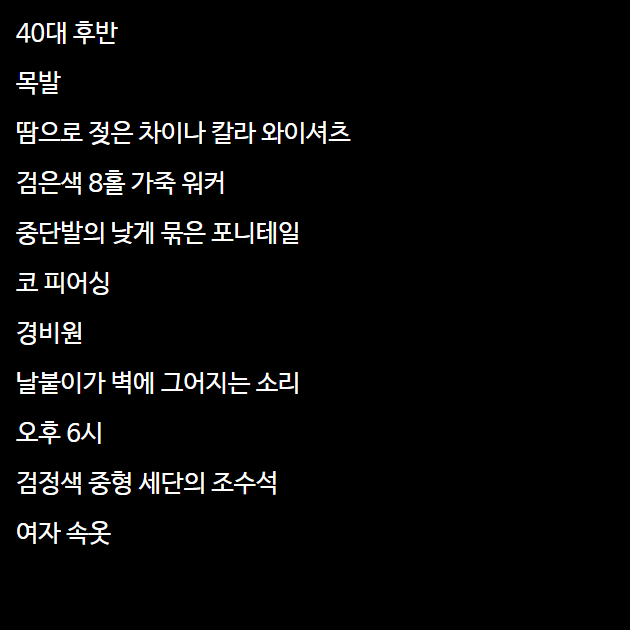 40대 후반
목발
땀으로 젖은 차이나 칼라 와이셔츠
검은색 8홀 가죽 워커
중단발의 낮게 묶은 포니테일
코 피어싱
경비원
날붙이가 벽에 그어지는 소리
오후 6시
검정색 중형 세단의 조수석
여자 속옷